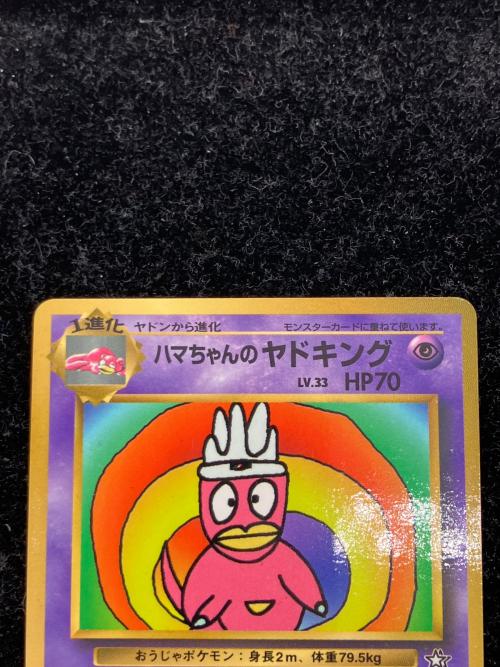 1進化 ヤドンから進化 モンスターカードに重ねて使います。
ハマちゃんのヤドキング
LV.33 HP70
おうじゃポケモン：身長2m、体重79.5kg